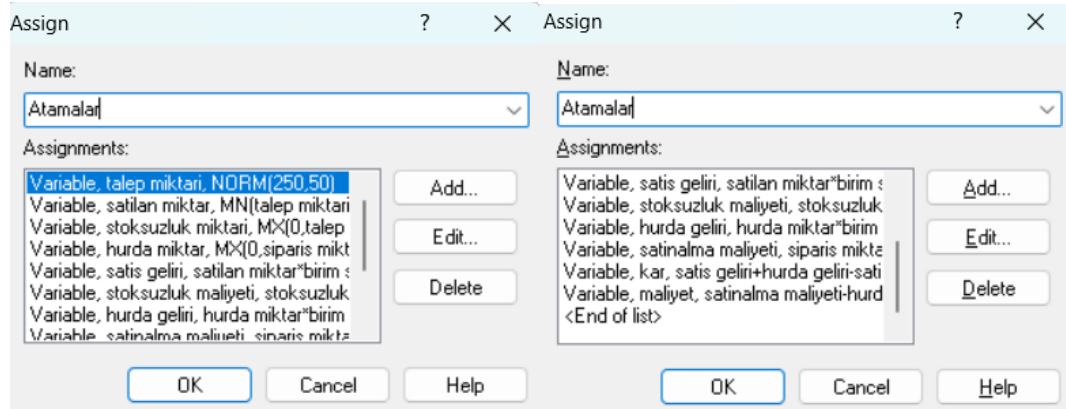 Assign ? ×
Name:
Atamalar
Assignments:
Variable, talep miktari, NORM(250,50)
Variable, satilan miktar, MN(talep miktari
Variable, stoksuzluk miktari, MX(0,talep
Variable, hurda miktar, MX(0,siparis mikt
Variable, satis geliri, satilan miktar*birim s
Variable, stoksuzluk maliyeti, stoksuzluk
Variable, hurda geliri, hurda miktar*birim
Variable, satinalma maliyeti, siparis mikta
Add...
Edit...
Delete
OK Cancel Help
Assign ? ×
Name:
Atamalar
Assignments:
Variable, satis geliri, satilan miktar*birim s
Variable, stoksuzluk maliyeti, stoksuzluk
Variable, hurda geliri, hurda miktar*birim
Variable, satinalma maliyeti, siparis mikta
Variable, kar, satis geliri+hurda geliri-sati
Variable, maliyet, satinalma maliyeti-hurd
<End of list>
Add...
Edit...
Delete
OK Cancel Help